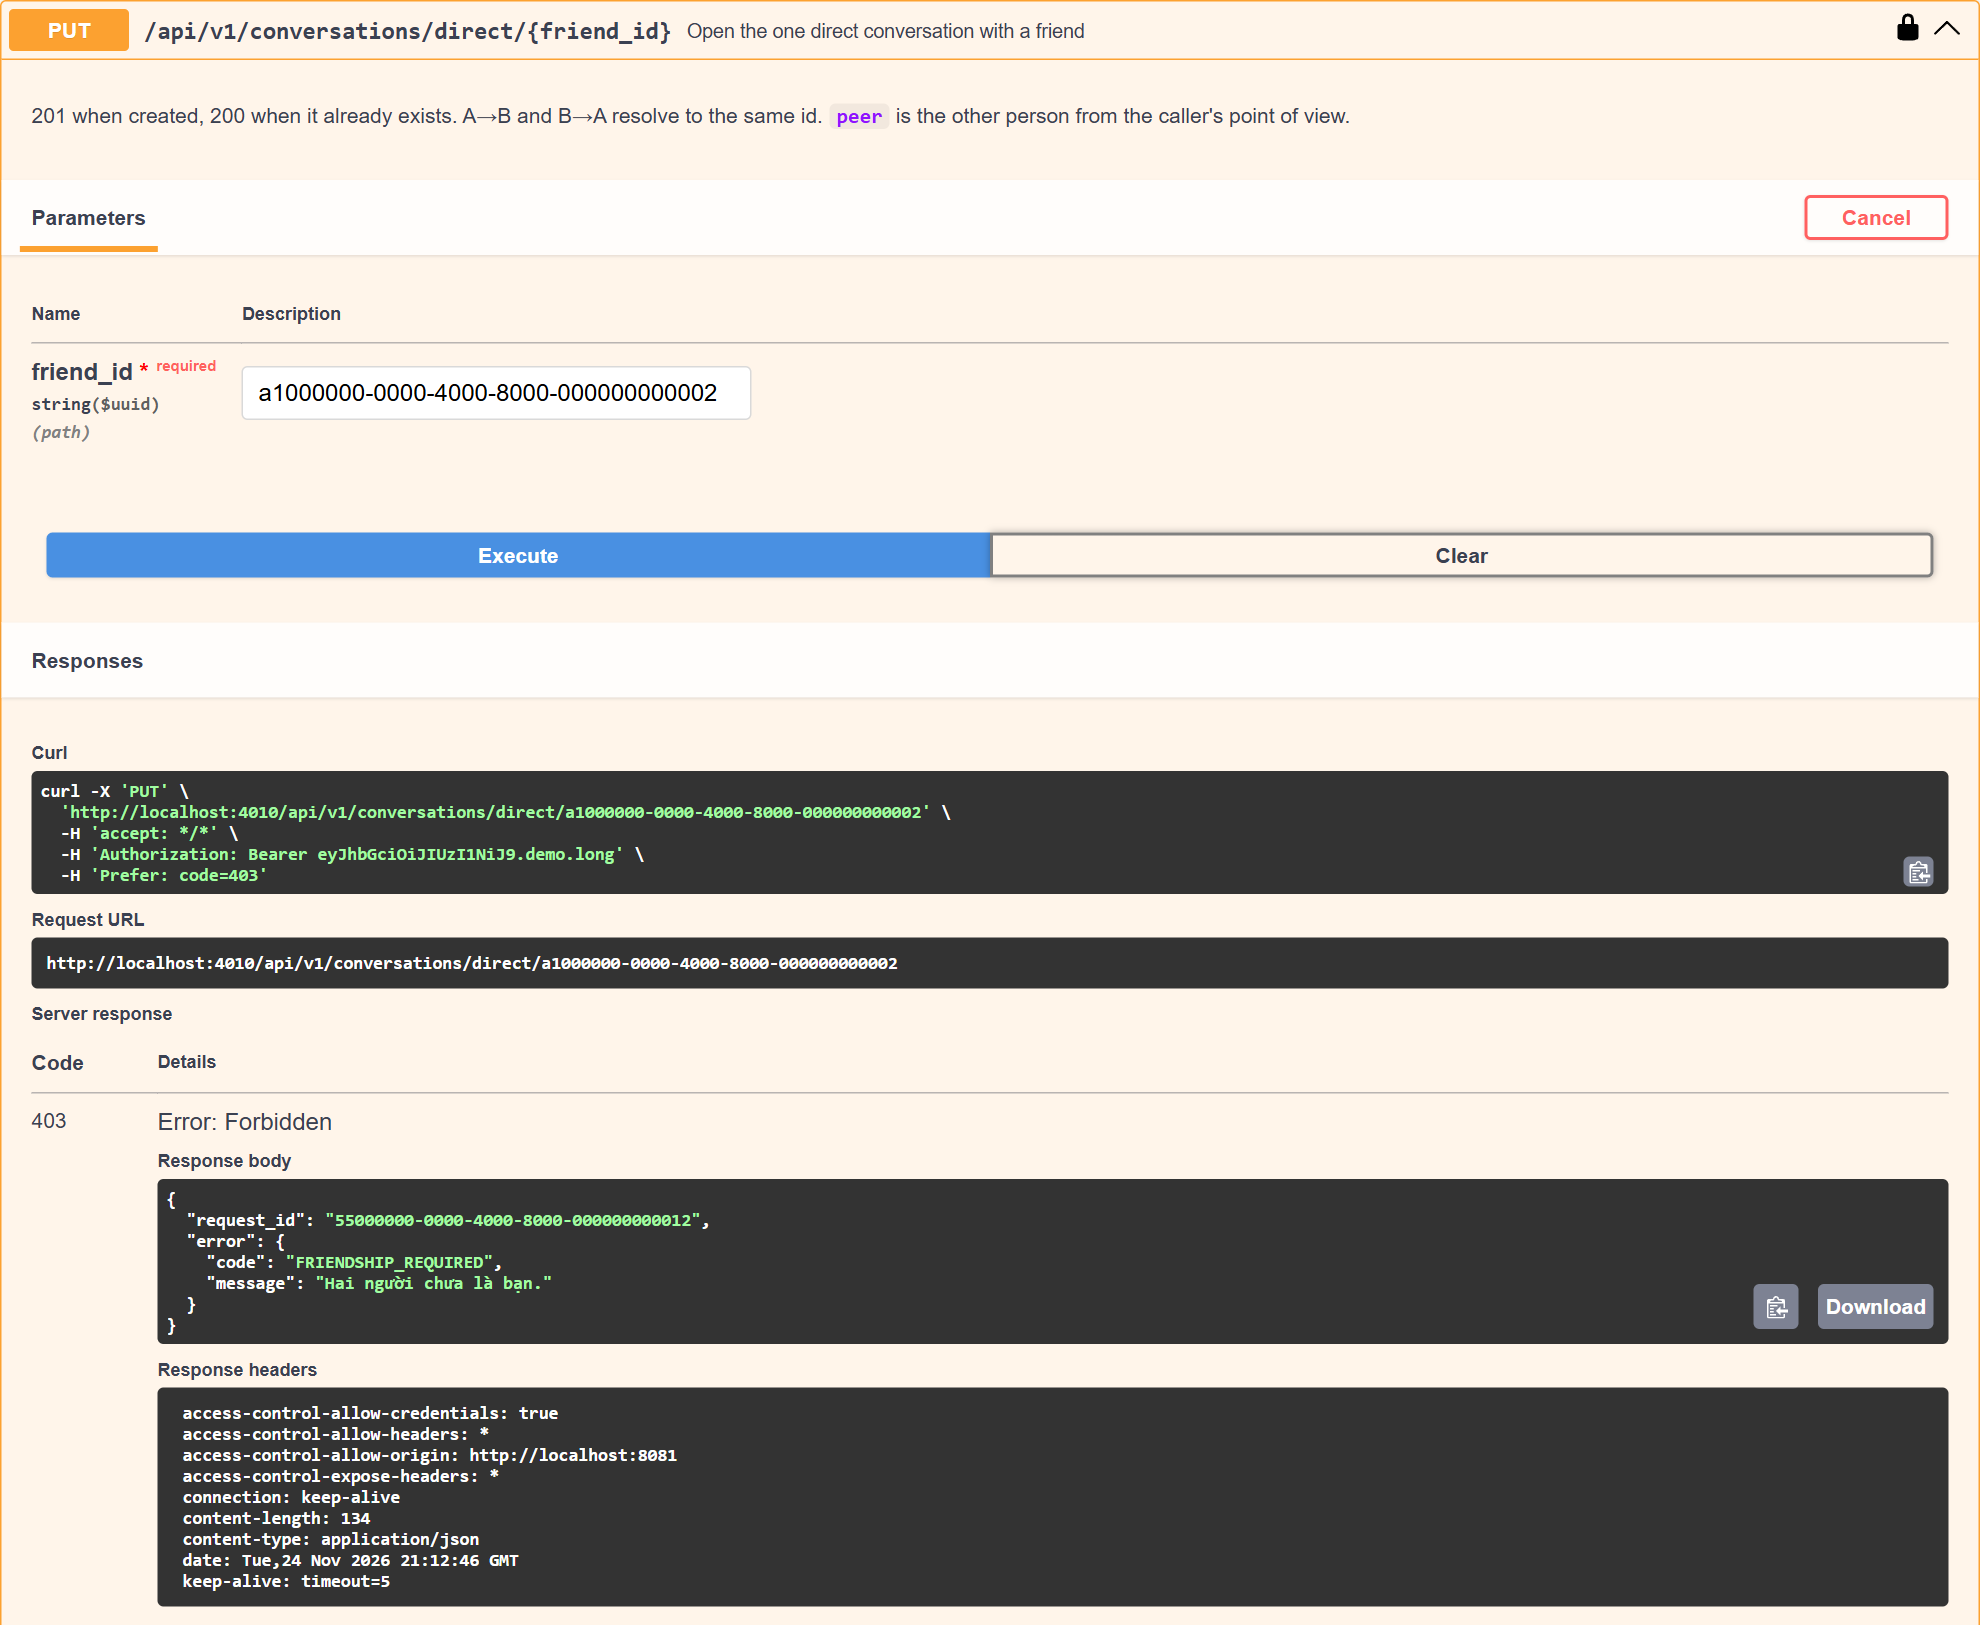 PUT /api/v1/conversations/direct/{friend_id} Open the one direct conversation with a friend
201 when created, 200 when it already exists. A→B and B→A resolve to the same id. peer is the other person from the caller's point of view.
Parameters
Cancel
Name Description
friend_id * required
string($uuid)
(path)
a1000000-0000-4000-8000-000000000002
Execute
Clear
Responses
Curl
curl -X 'PUT' \
  'http://localhost:4010/api/v1/conversations/direct/a1000000-0000-4000-8000-000000000002' \
  -H 'accept: */*' \
  -H 'Authorization: Bearer eyJhbGciOiJIUzI1NiJ9.demo.long' \
  -H 'Prefer: code=403'
Request URL
http://localhost:4010/api/v1/conversations/direct/a1000000-0000-4000-8000-000000000002
Server response
Code Details
403 Error: Forbidden
Response body
{
  "request_id": "55000000-0000-4000-8000-000000000012",
  "error": {
    "code": "FRIENDSHIP_REQUIRED",
    "message": "Hai người chưa là bạn."
  }
}
Download
Response headers
access-control-allow-credentials: true
access-control-allow-headers: *
access-control-allow-origin: http://localhost:8081
access-control-expose-headers: *
connection: keep-alive
content-length: 134
content-type: application/json
date: Tue,24 Nov 2026 21:12:46 GMT
keep-alive: timeout=5